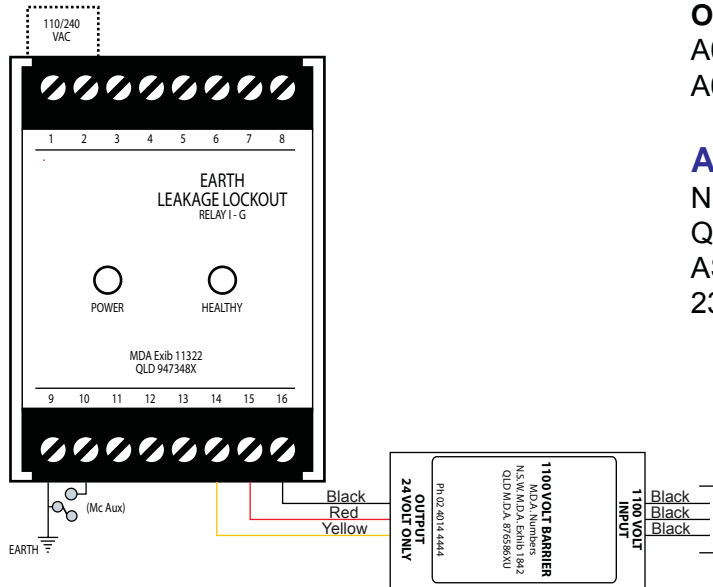 110/240
VAC
1 2 3 4 5 6 7 8
EARTH
LEAKAGE LOCKOUT
RELAY I - G
POWER
HEALTHY
MDA Exib 11322
QLD 947348X
9 10 11 12 13 14 15 16
(Mc Aux)
EARTH
Black
Red
Yellow
OUTPUT
24 VOLT ONLY
Ph 02 4014 4444
1100 VOLT BARRIER
M.D.A. Numbers
N.S.W. M.D.A. Exhib 1842
QLD M.D.A. 876586XU
1100 VOLT
INPUT
Black
Black
Black
O
A
N
Q
23